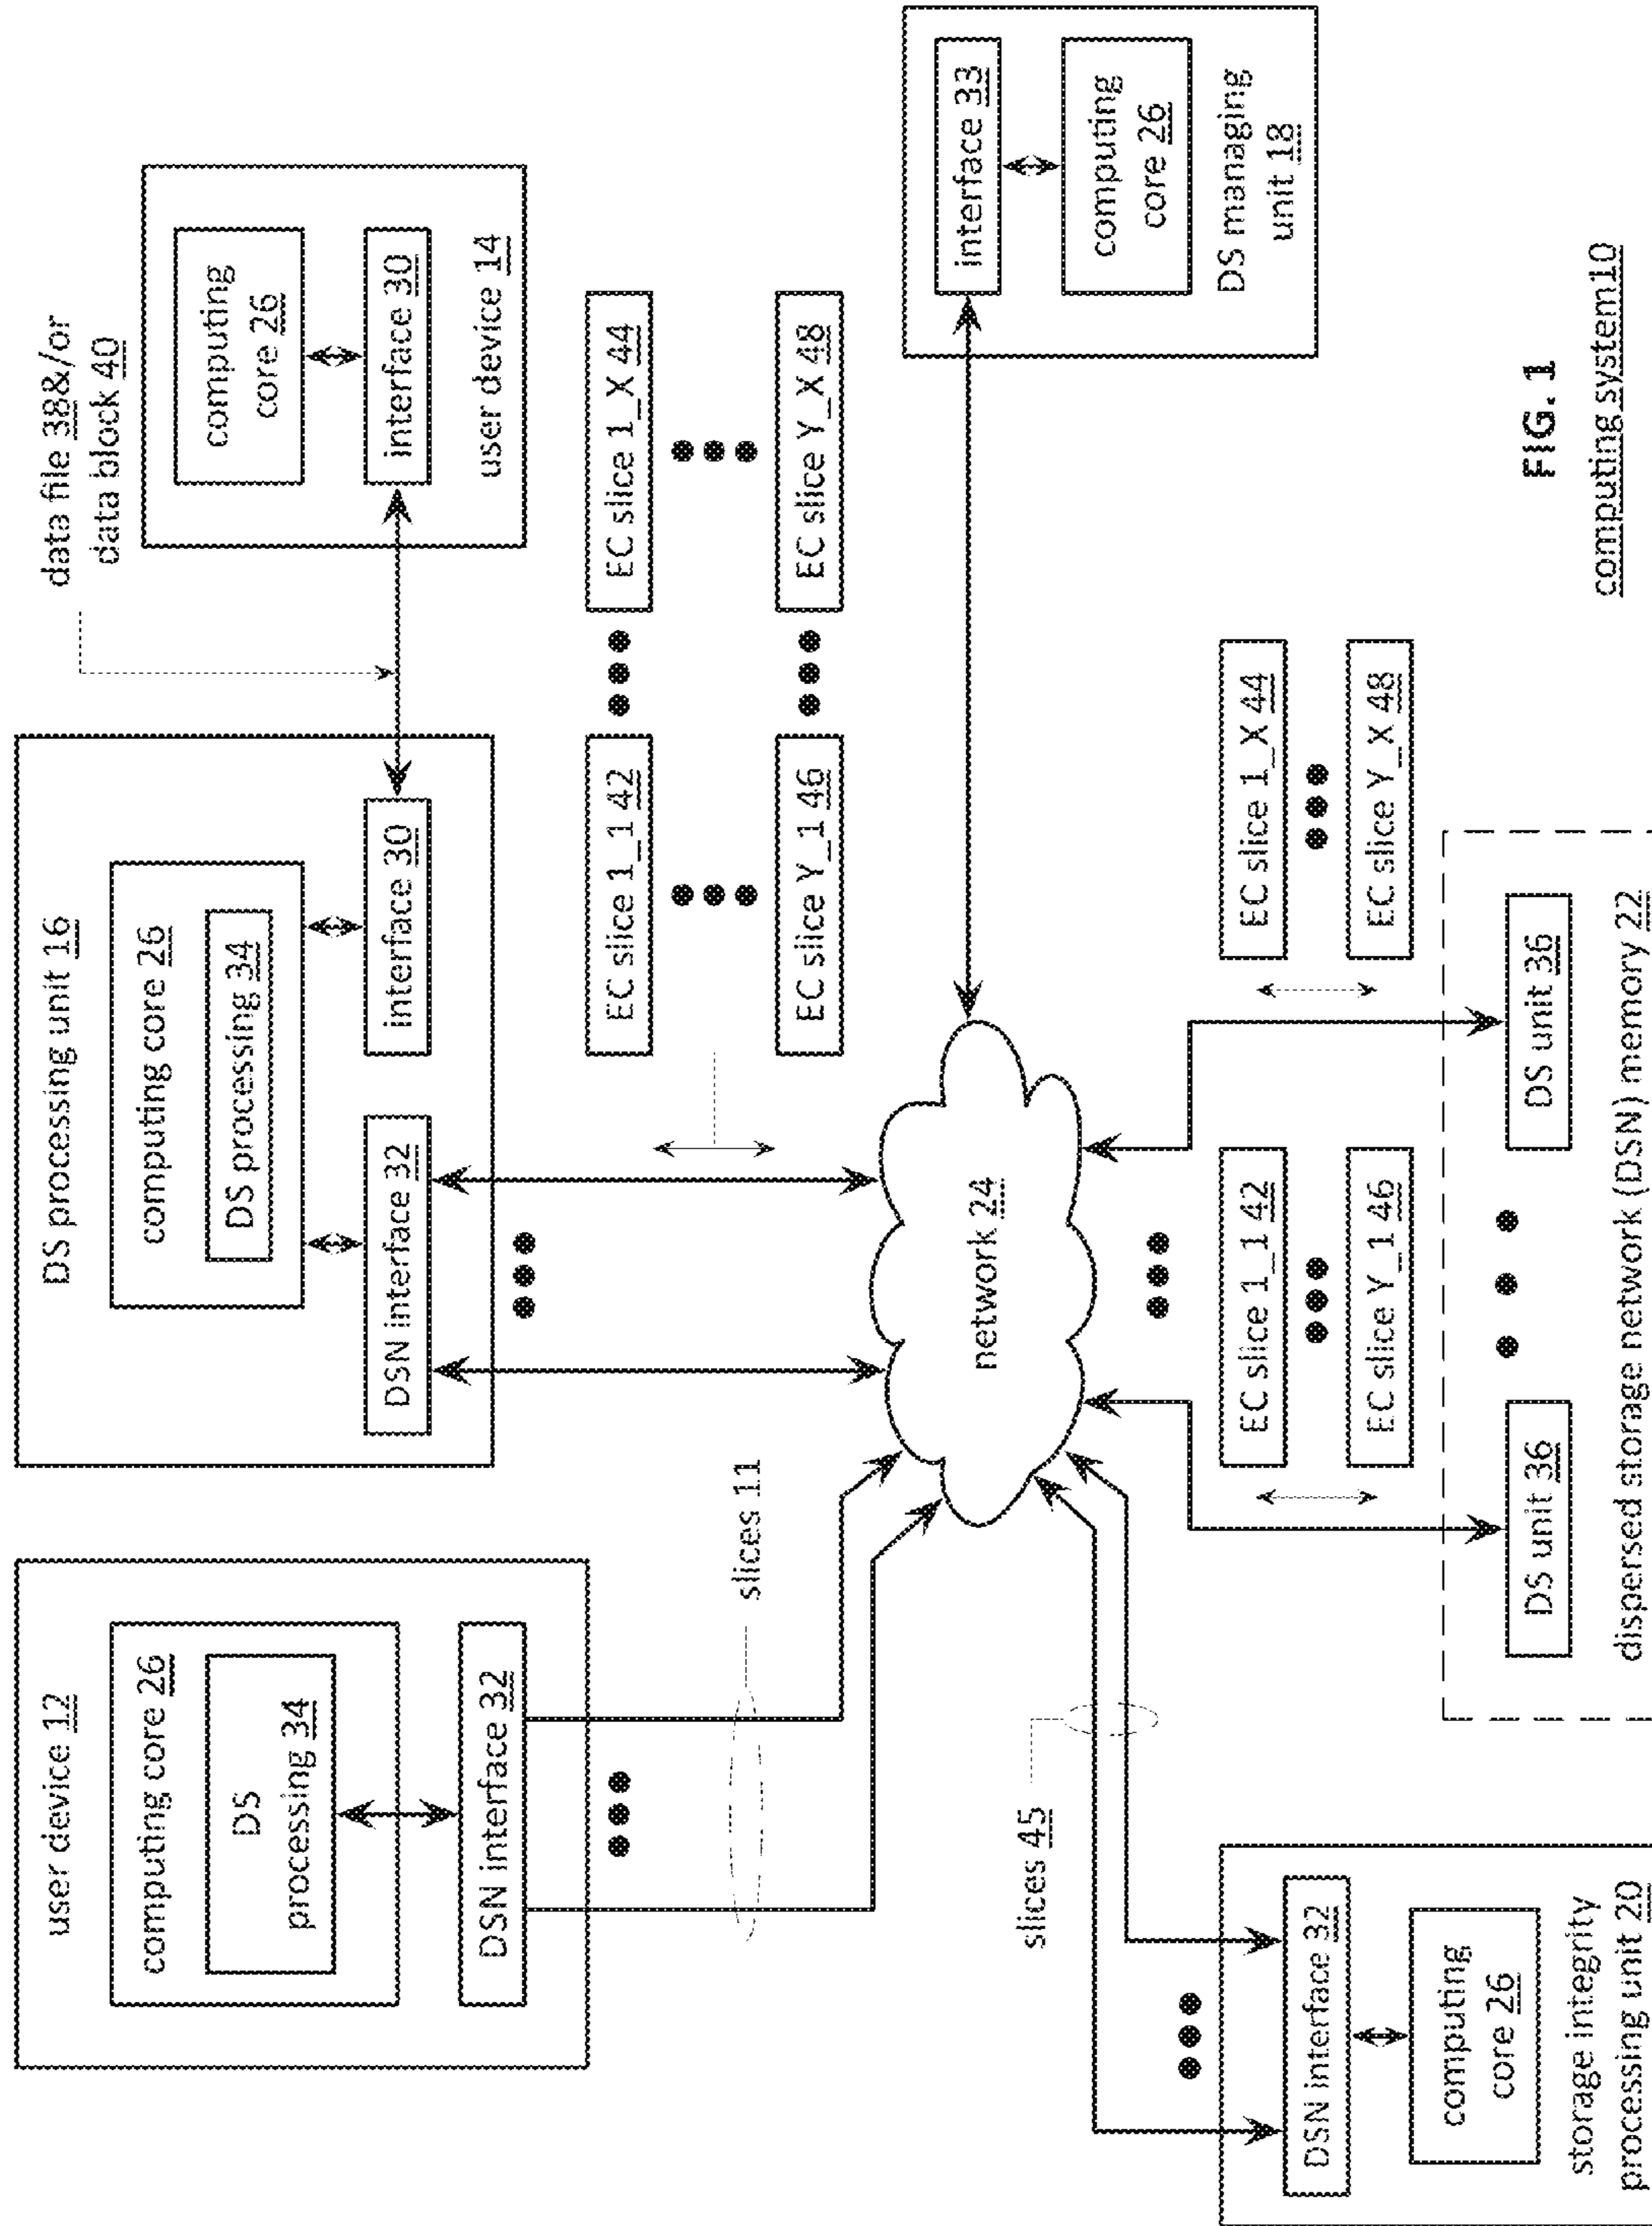 user device 12
computing core 26
DS
processing 34
DSN interface 32
slices 11
DS processing unit 16
computing core 26
DS processing 34
DSN interface 32
interface 30
data file 38&/or
data block 40
computing
core 26
interface 30
user device 14
EC slice 1_1 42
EC slice 1_X 44
EC slice Y_1 46
EC slice Y_X 48
network 24
interface 33
computing
core 26
DS managing
unit 18
slices 45
DSN interface 32
computing
core 26
storage integrity
processing unit 20
EC slice 1_1 42
EC slice Y_1 46
EC slice 1_X 44
EC slice Y_X 48
DS unit 36
DS unit 36
dispersed storage network (DSN) memory 22
FIG. 1
computing system10